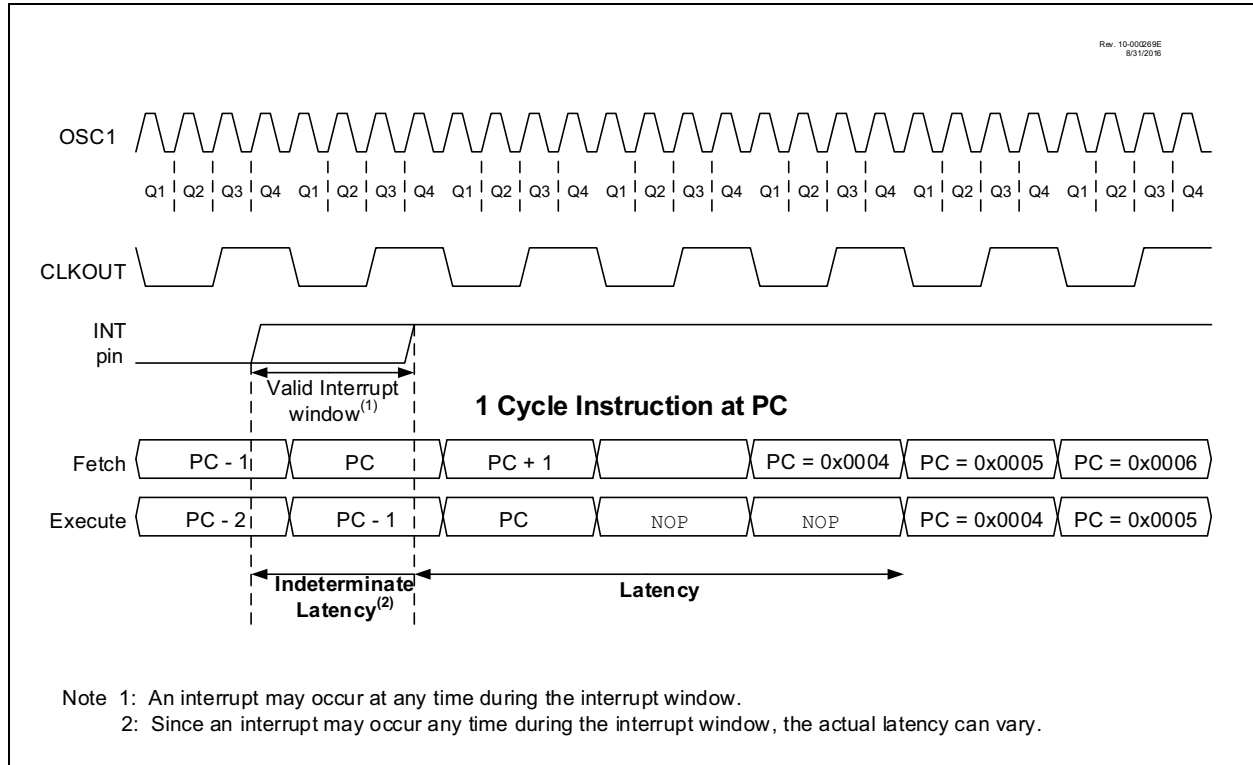 Rev. 10-000269E
8/31/2016
OSC1
Q1 Q2 Q3 Q4 Q1 Q2 Q3 Q4 Q1 Q2 Q3 Q4 Q1 Q2 Q3 Q4 Q1 Q2 Q3 Q4 Q1 Q2 Q3 Q4 Q1 Q2 Q3 Q4
CLKOUT
INT
pin
Valid Interrupt
window(1)
1 Cycle Instruction at PC
Fetch PC - 1 PC PC + 1 PC = 0x0004 PC = 0x0005 PC = 0x0006
Execute PC - 2 PC - 1 PC NOP NOP PC = 0x0004 PC = 0x0005
Indeterminate
Latency(2)
Latency
Note 1: An interrupt may occur at any time during the interrupt window.
2: Since an interrupt may occur any time during the interrupt window, the actual latency can vary.